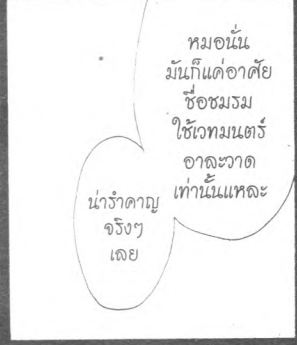 หมอนั่น
มันก็แค่อาศัย
ชื่อชมรม
ใช้เวทมนตร์
อาละวาด
เท่านั้นแหละ
น่ารำคาญ
จริงๆ
เลย